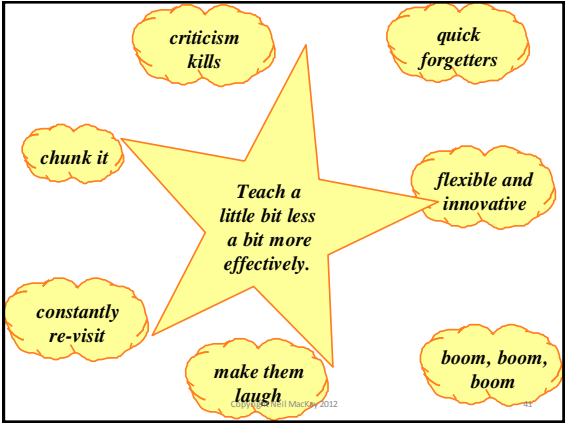 criticism
kills
quick
forgetters
chunk it
flexible and
innovative
Teach a
little bit less
a bit more
effectively.
constantly
re-visit
make them
laugh
boom, boom,
boom
Copyright Neil MacKay 2012
41